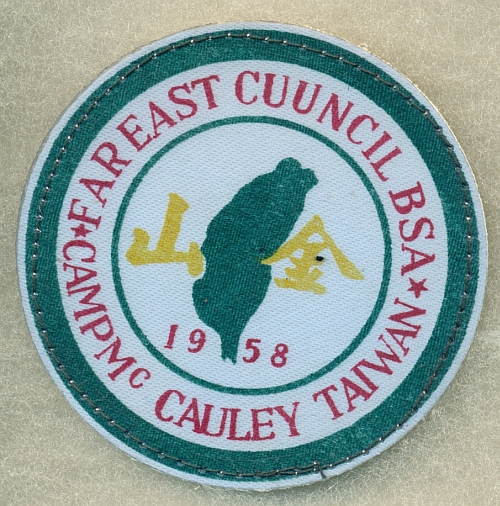 ★FAR EAST CUUNCIL BSA★
CAMP Mc CAULEY TAIWAN
山 金
1958